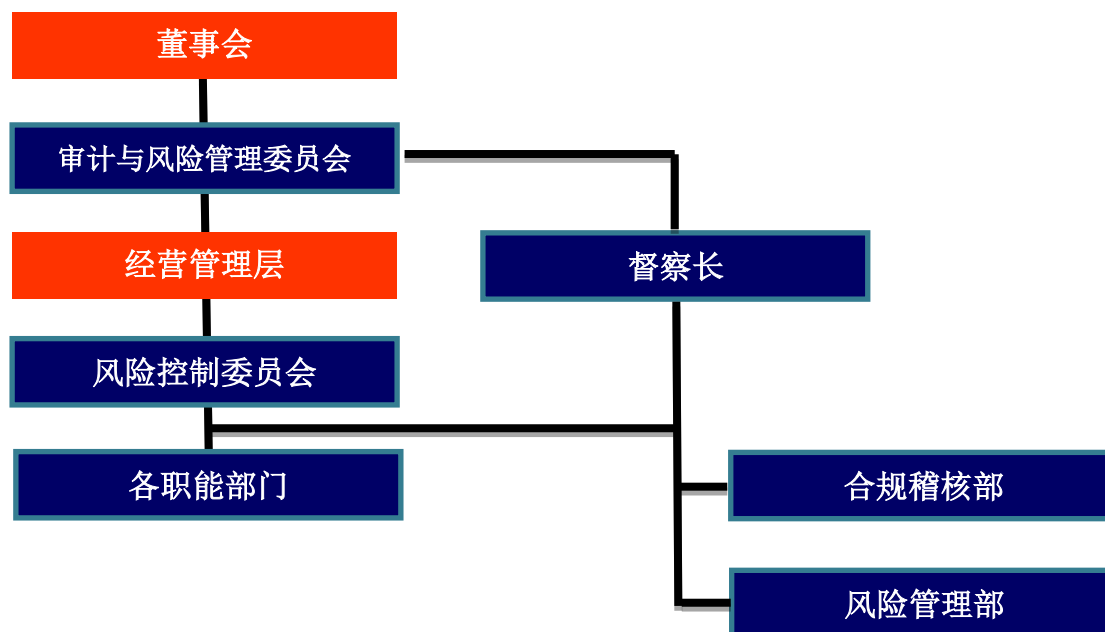 董事会
审计与风险管理委员会
经营管理层
督察长
风险控制委员会
各职能部门
合规稽核部
风险管理部